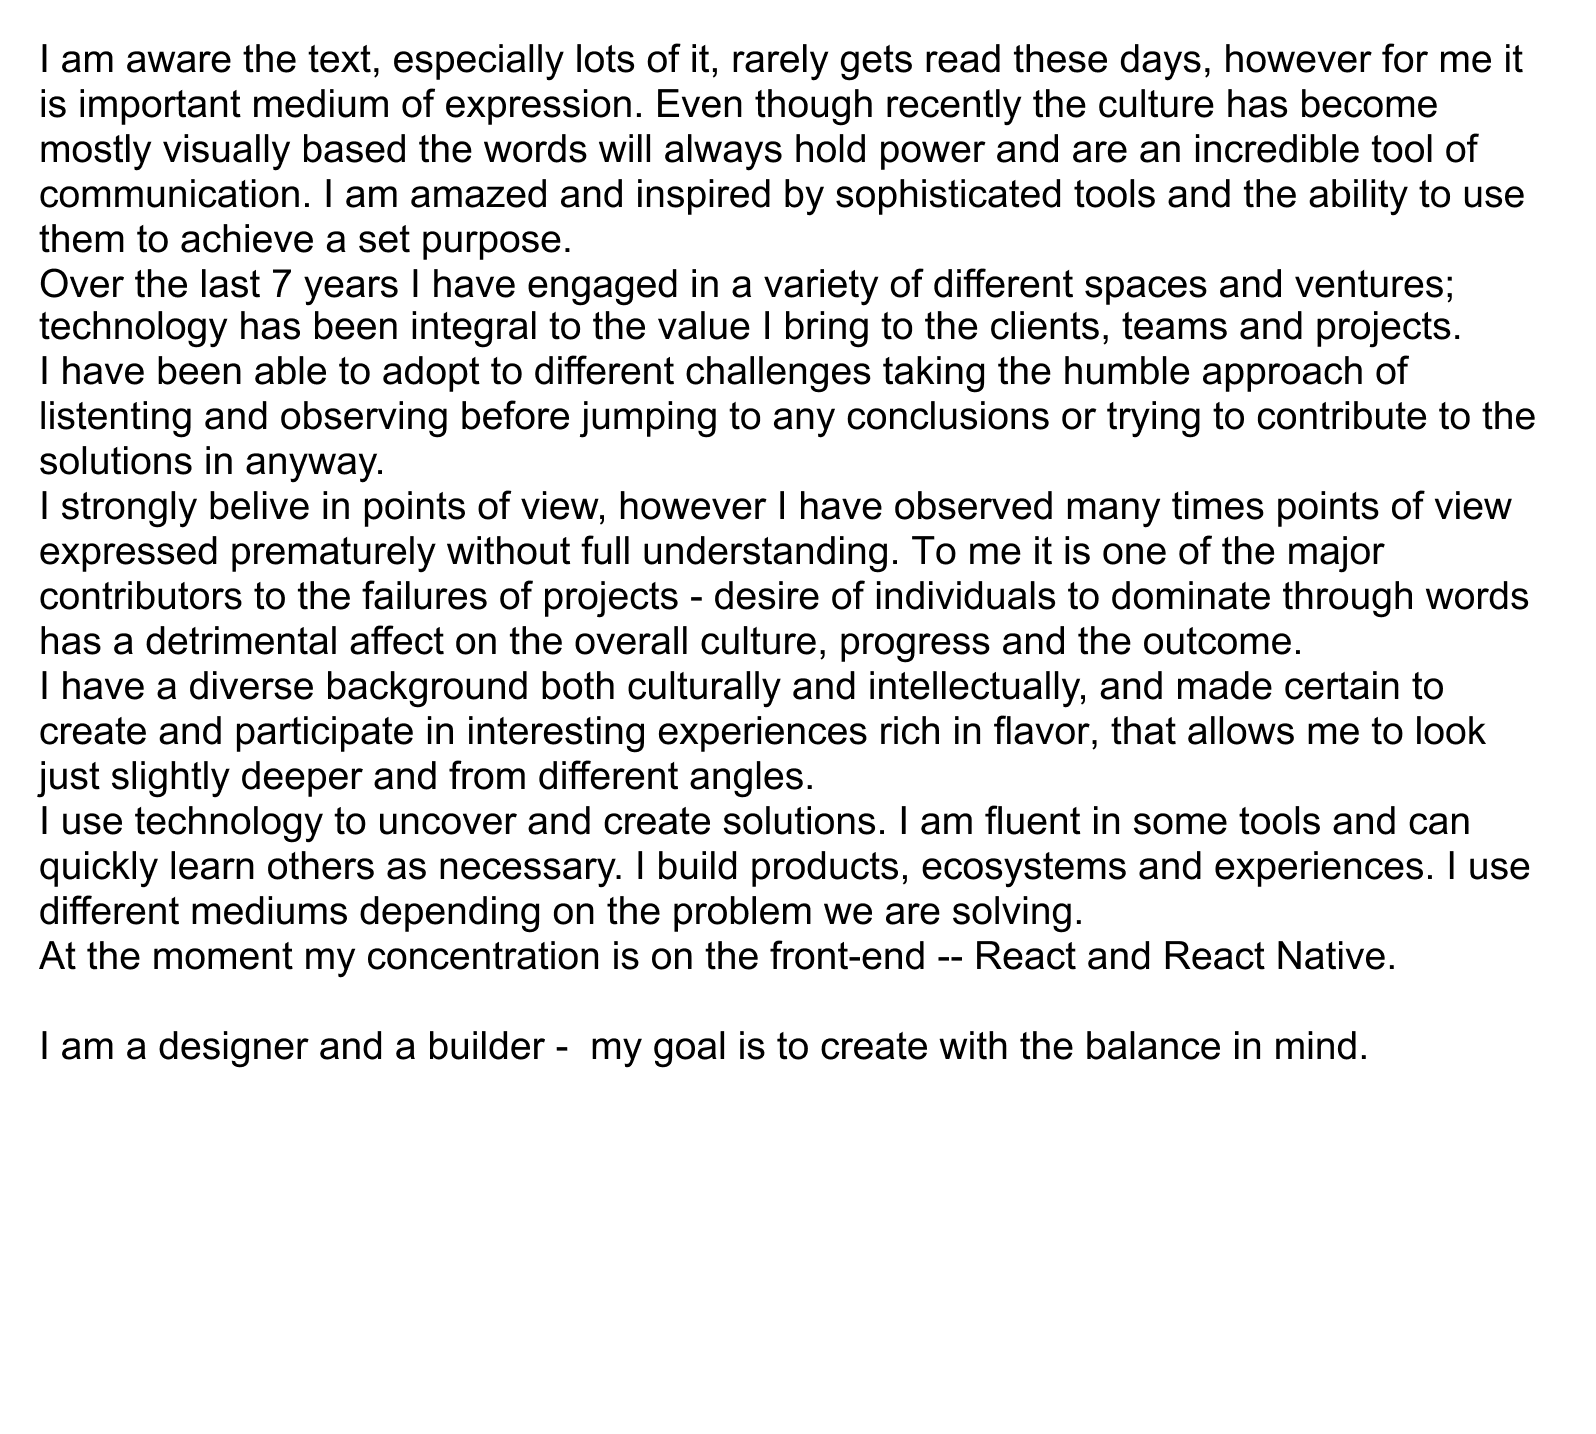 I am aware the text, especially lots of it, rarely gets read these days, however for me it
is important medium of expression. Even though recently the culture has become
mostly visually based the words will always hold power and are an incredible tool of
communication. I am amazed and inspired by sophisticated tools and the ability to use
them to achieve a set purpose.
Over the last 7 years I have engaged in a variety of different spaces and ventures;
technology has been integral to the value I bring to the clients, teams and projects.
I have been able to adopt to different challenges taking the humble approach of
listenting and observing before jumping to any conclusions or trying to contribute to the
solutions in anyway.
I strongly belive in points of view, however I have observed many times points of view
expressed prematurely without full understanding. To me it is one of the major
contributors to the failures of projects - desire of individuals to dominate through words
has a detrimental affect on the overall culture, progress and the outcome.
I have a diverse background both culturally and intellectually, and made certain to
create and participate in interesting experiences rich in flavor, that allows me to look
just slightly deeper and from different angles.
I use technology to uncover and create solutions. I am fluent in some tools and can
quickly learn others as necessary. I build products, ecosystems and experiences. I use
different mediums depending on the problem we are solving.
At the moment my concentration is on the front-end -- React and React Native.
I am a designer and a builder -  my goal is to create with the balance in mind.